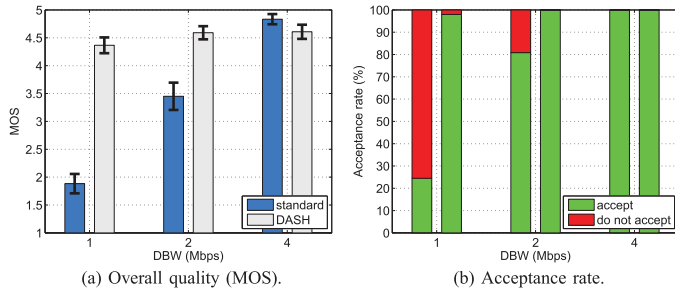 5
4.5
4
3.5
3
2.5
2
1.5
1
MOS
1 2 4
DBW (Mbps)
standard
DASH
(a) Overall quality (MOS).
100
90
80
70
60
50
40
30
20
10
0
Acceptance rate (%)
1 2 4
DBW (Mbps)
accept
do not accept
(b) Acceptance rate.